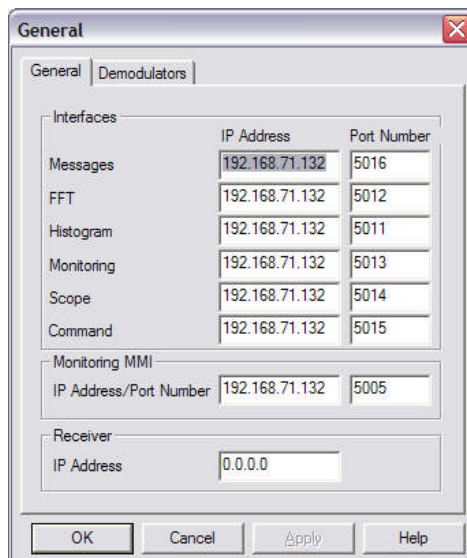 General
General Demodulators
Interfaces
IP Address Port Number
Messages 192.168.71.132 5016
FFT 192.168.71.132 5012
Histogram 192.168.71.132 5011
Monitoring 192.168.71.132 5013
Scope 192.168.71.132 5014
Command 192.168.71.132 5015
Monitoring MMI
IP Address/Port Number 192.168.71.132 5005
Receiver
IP Address 0.0.0.0
OK Cancel Apply Help